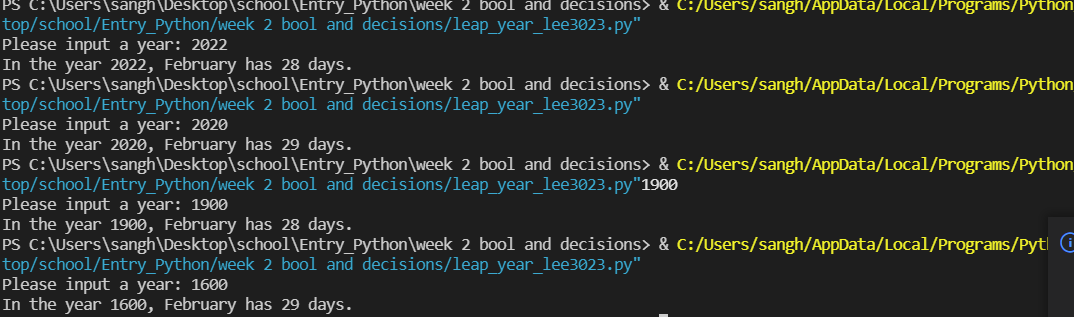 PS C:\Users\sangh\Desktop\school\Entry_Python\week 2 bool and decisions> & C:/Users/sangh/AppData/Local/Programs/Python
top/school/Entry_Python/week 2 bool and decisions/leap_year_lee3023.py"
Please input a year: 2022
In the year 2022, February has 28 days.
PS C:\Users\sangh\Desktop\school\Entry_Python\week 2 bool and decisions> & C:/Users/sangh/AppData/Local/Programs/Python
top/school/Entry_Python/week 2 bool and decisions/leap_year_lee3023.py"
Please input a year: 2020
In the year 2020, February has 29 days.
PS C:\Users\sangh\Desktop\school\Entry_Python\week 2 bool and decisions> & C:/Users/sangh/AppData/Local/Programs/Python
top/school/Entry_Python/week 2 bool and decisions/leap_year_lee3023.py"1900
Please input a year: 1900
In the year 1900, February has 28 days.
PS C:\Users\sangh\Desktop\school\Entry_Python\week 2 bool and decisions> & C:/Users/sangh/AppData/Local/Programs/Pyt
top/school/Entry_Python/week 2 bool and decisions/leap_year_lee3023.py"
Please input a year: 1600
In the year 1600, February has 29 days.